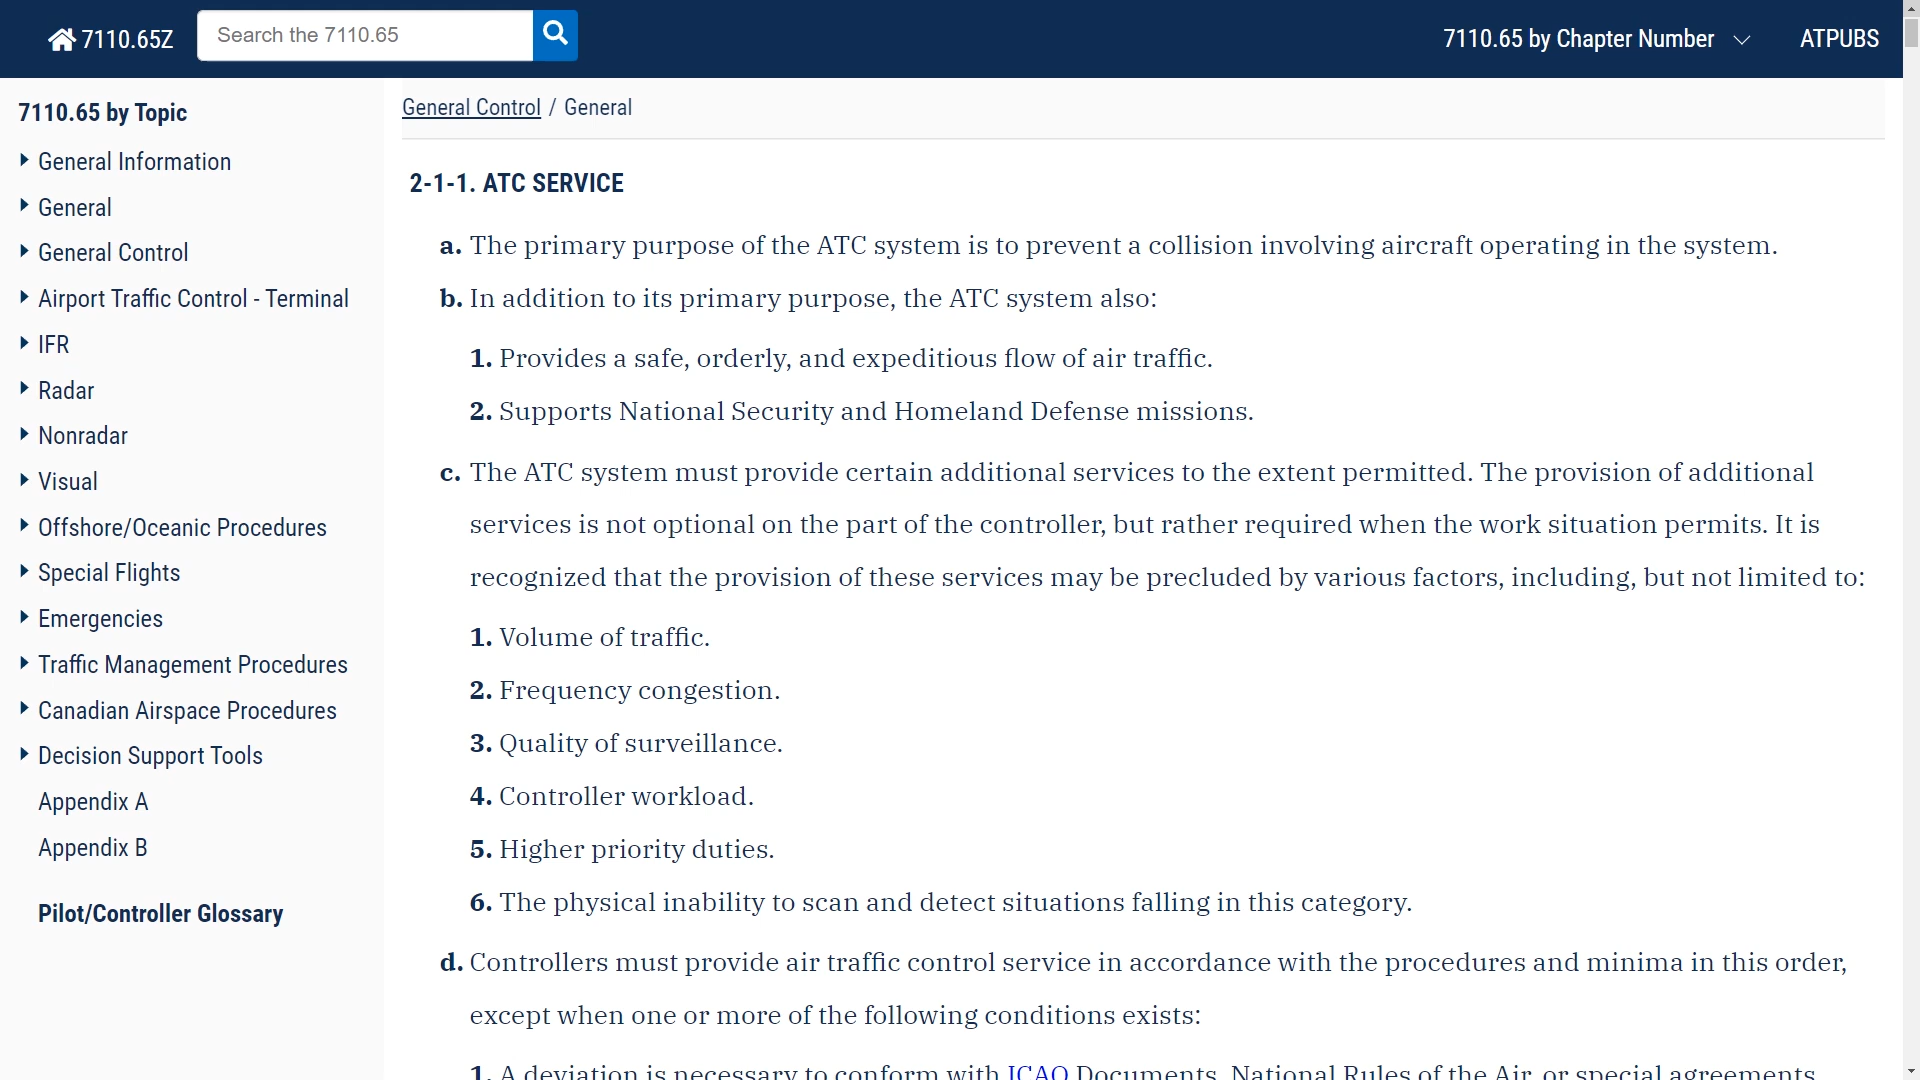 7110.65Z
Search the 7110.65
7110.65 by Chapter Number
ATPUBS
7110.65 by Topic
General Information
General
General Control
Airport Traffic Control - Terminal
IFR
Radar
Nonradar
Visual
Offshore/Oceanic Procedures
Special Flights
Emergencies
Traffic Management Procedures
Canadian Airspace Procedures
Decision Support Tools
Appendix A
Appendix B
Pilot/Controller Glossary
General Control / General
2-1-1. ATC SERVICE
a. The primary purpose of the ATC system is to prevent a collision involving aircraft operating in the system.
b. In addition to its primary purpose, the ATC system also:
1. Provides a safe, orderly, and expeditious flow of air traffic.
2. Supports National Security and Homeland Defense missions.
c. The ATC system must provide certain additional services to the extent permitted. The provision of additional
services is not optional on the part of the controller, but rather required when the work situation permits. It is
recognized that the provision of these services may be precluded by various factors, including, but not limited to:
1. Volume of traffic.
2. Frequency congestion.
3. Quality of surveillance.
4. Controller workload.
5. Higher priority duties.
6. The physical inability to scan and detect situations falling in this category.
d. Controllers must provide air traffic control service in accordance with the procedures and minima in this order,
except when one or more of the following conditions exists:
1. A deviation is necessary to conform with ICAO Documents, National Rules of the Air, or special agreements